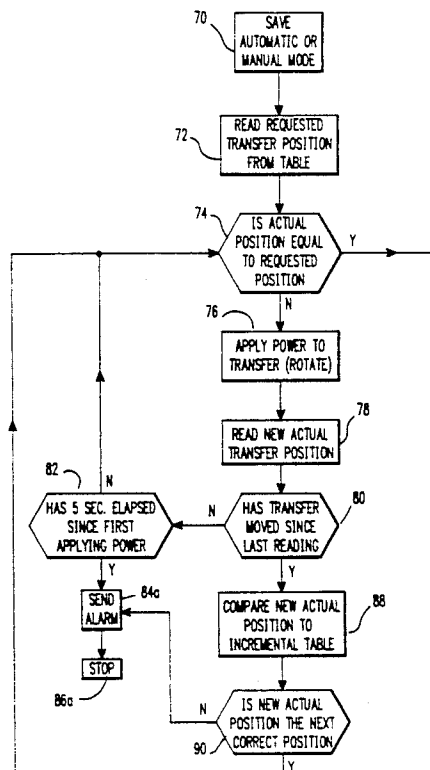 70
SAVE
AUTOMATIC OR
MANUAL MODE
72
READ REQUESTED
TRANSFER POSITION
FROM TABLE
74
IS ACTUAL
POSITION EQUAL
TO REQUESTED
POSITION
Y
N
76
APPLY POWER TO
TRANSFER (ROTATE)
READ NEW ACTUAL
TRANSFER POSITION
78
82
N
HAS 5 SEC. ELAPSED
SINCE FIRST
APPLYING POWER
N
HAS TRANSFER
MOVED SINCE
LAST READING
80
Y
Y
SEND
ALARM
84a
COMPARE NEW ACTUAL
POSITION TO
INCREMENTAL TABLE
88
STOP
86a
N
IS NEW ACTUAL
POSITION THE NEXT
CORRECT POSITION
90
Y